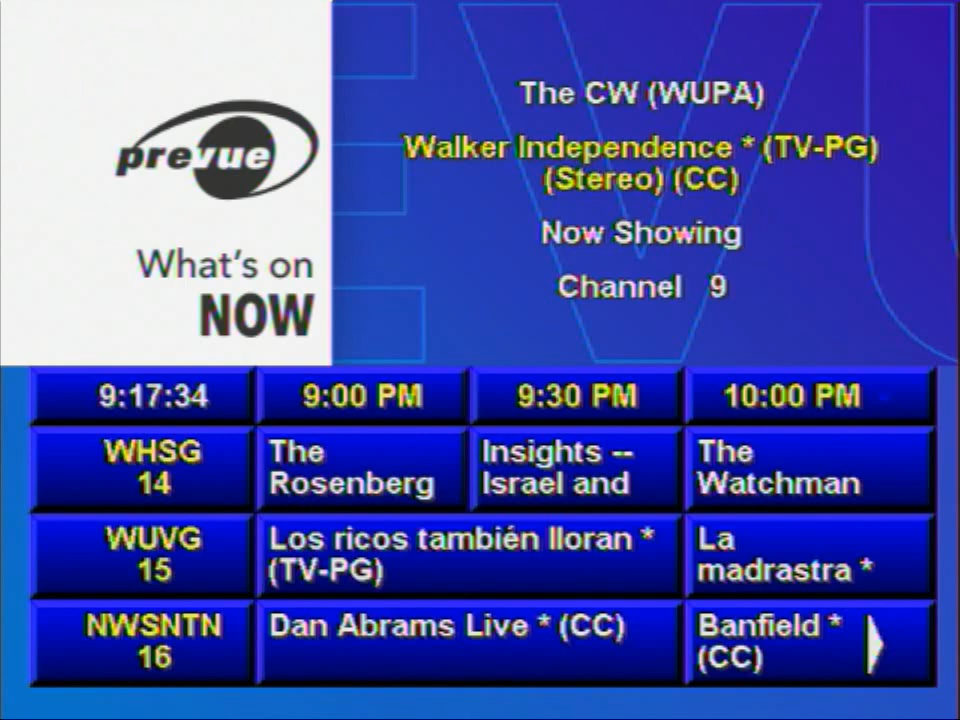 prevue
What's on
NOW
The CW (WUPA)
Walker Independence * (TV-PG)
(Stereo) (CC)
Now Showing
Channel 9
9:17:34 9:00 PM 9:30 PM 10:00 PM
WHSG
14
The
Rosenberg
Insights --
Israel and
The
Watchman
WUVG
15
Los ricos también lloran *
(TV-PG)
La
madrastra *
NWSNTN
16
Dan Abrams Live * (CC)
Banfield *
(CC)